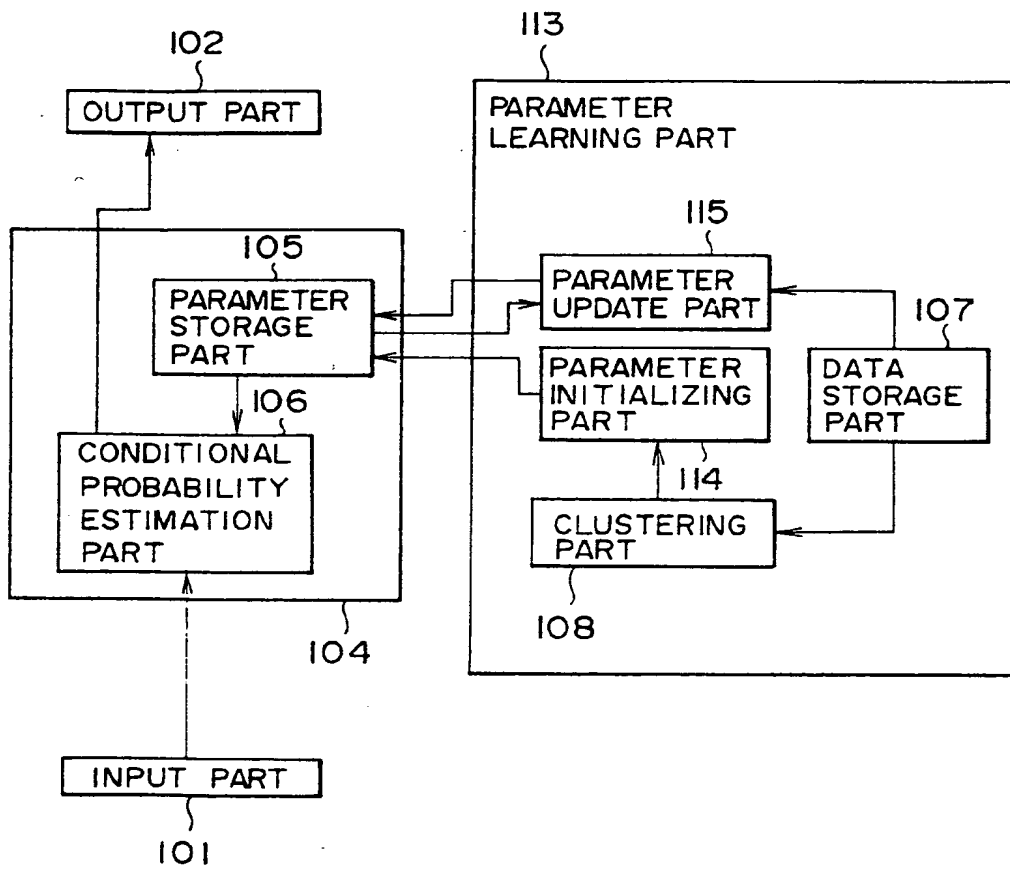 102
OUTPUT PART
113
PARAMETER
LEARNING PART
105
PARAMETER
STORAGE
PART
115
PARAMETER
UPDATE PART
107
DATA
STORAGE
PART
PARAMETER
INITIALIZING
PART
114
106
CONDITIONAL
PROBABILITY
ESTIMATION
PART
CLUSTERING
PART
108
104
INPUT PART
101